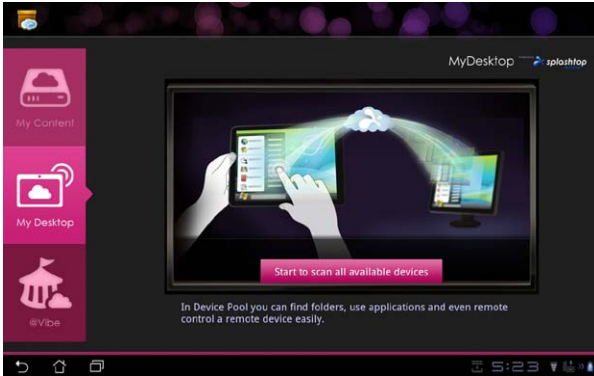 MyDesktop splashtop
My Content
My Desktop
@Vibe
Start to scan all available devices
In Device Pool you can find folders, use applications and even remote
control a remote device easily.
5:23